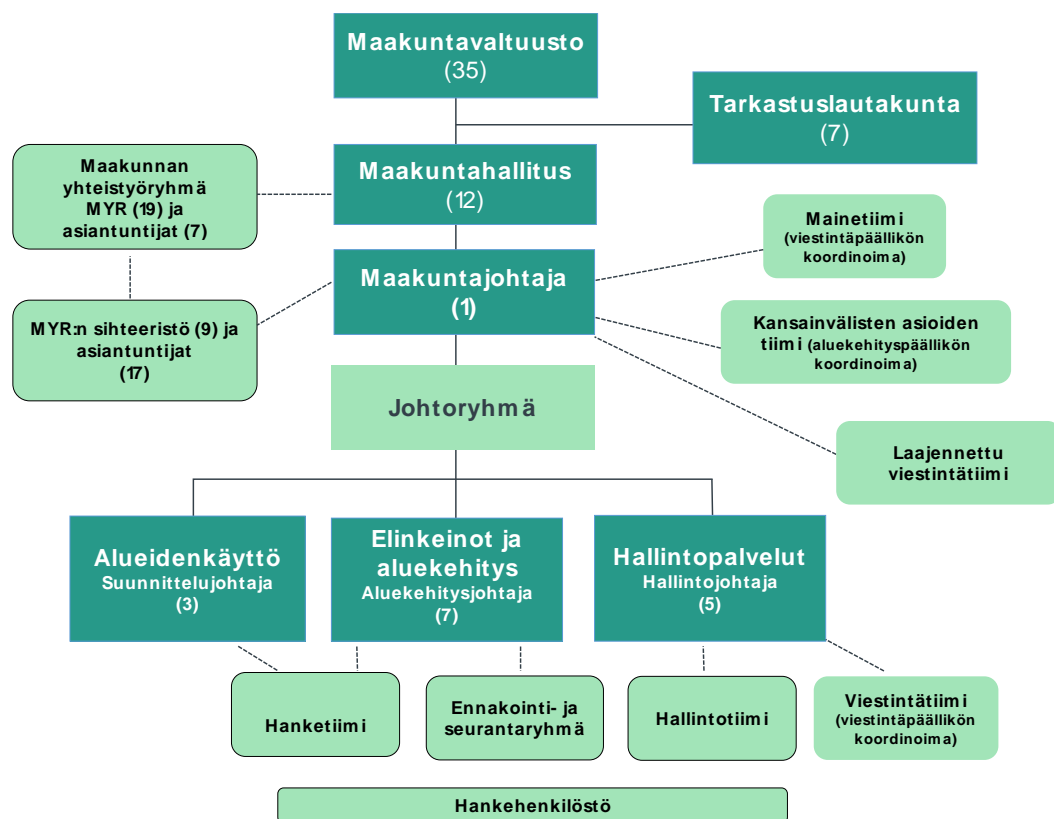 Maakuntavaltuusto
(35)
Tarkastuslautakunta
(7)
Maakunnan
yhteistyöryhmä
MYR (19) ja
asiantuntijat (7)
Maakuntahallitus
(12)
Mainetiimi
(viestintäpäällikön
koordinoima)
Maakuntajohtaja
(1)
MYR:n sihteeristö (9) ja
asiantuntijat
(17)
Kansainvälisten asioiden
tiimi (aluekehityspäällikön
koordinoima)
Johtoryhmä
Laajennettu
viestintätiimi
Alueidenkäyttö
Suunnittelujohtaja
(3)
Elinkeinot ja
aluekehitys
Aluekehitysjohtaja
(7)
Hallintopalvelut
Hallintojohtaja
(5)
Hanketiimi
Ennakointi- ja
seurantaryhmä
Hallintotiimi
Viestintätiimi
(viestintäpäällikön
koordinoima)
Hankehenkilöstö